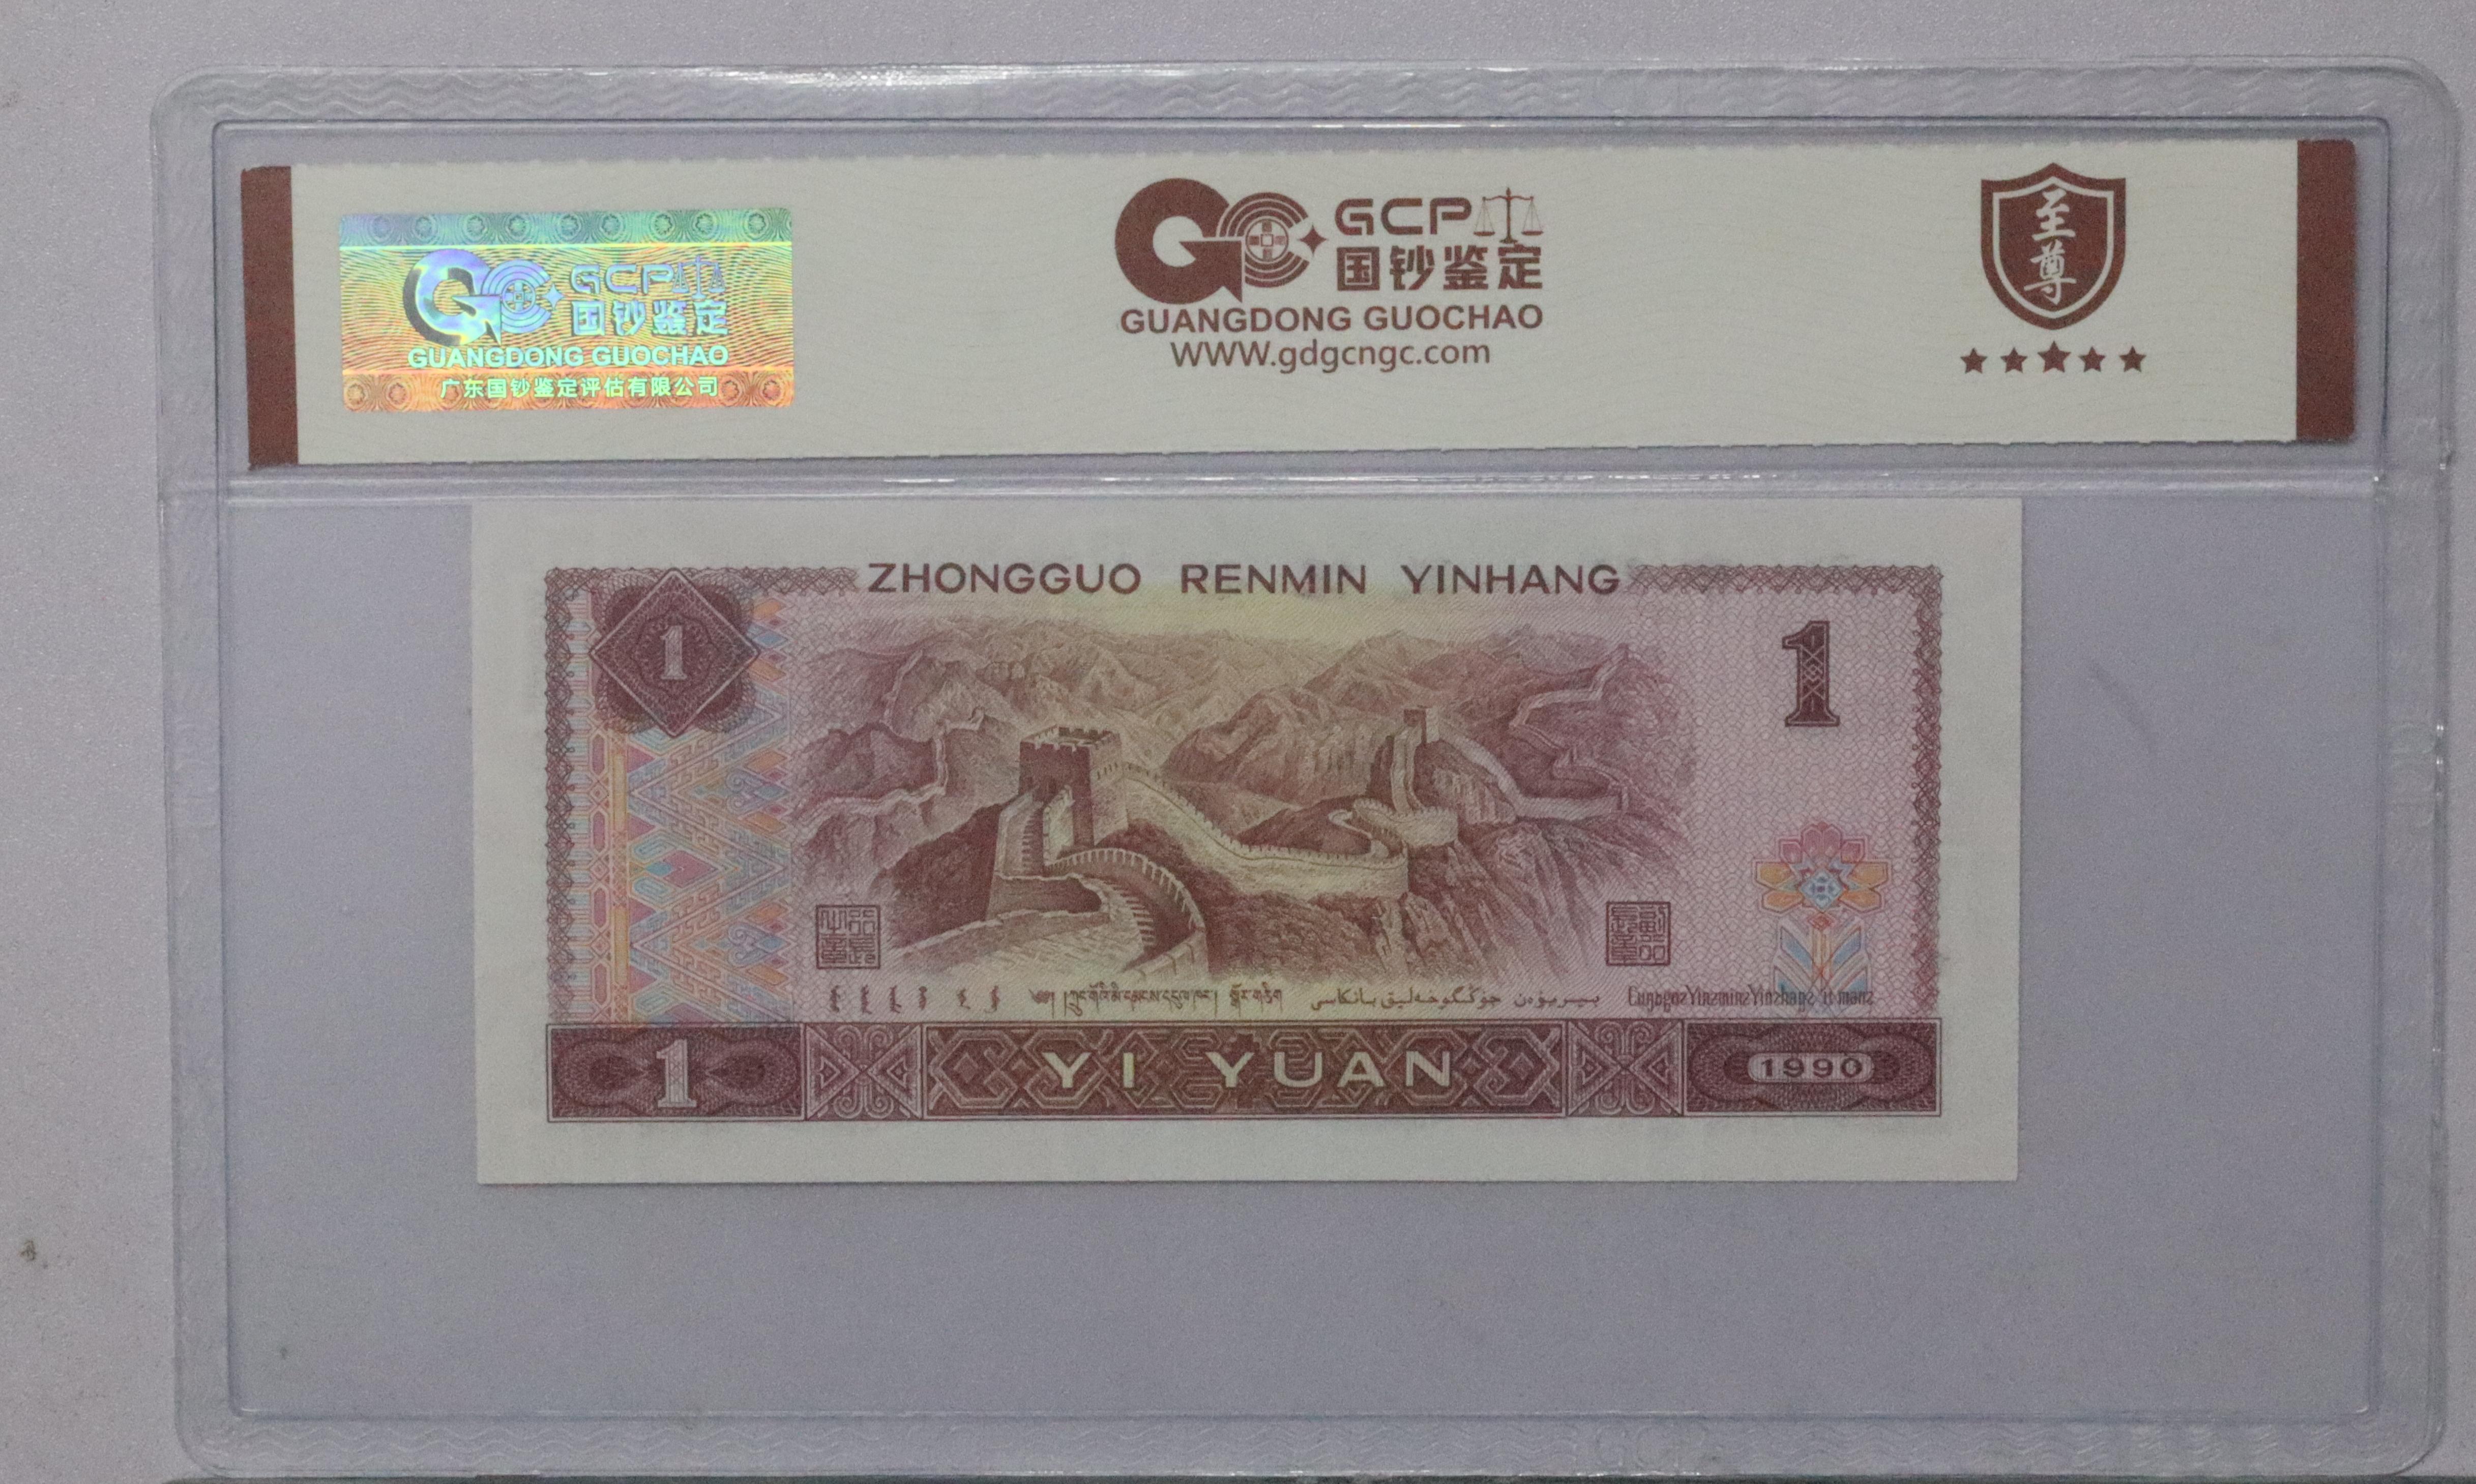 GCP
国钞鉴定
GUANGDONG GUOCHAO
广东国钞鉴定评估有限公司
GCP
国钞鉴定
GUANGDONG GUOCHAO
WWW.gdgcngc.com
至尊
ZHONGGUO RENMIN YINHANG
1
1
1
YI YUAN
1990